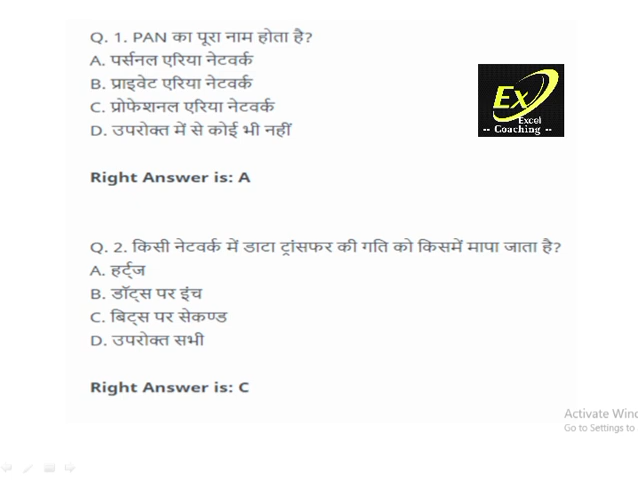 Q. 1. PAN का पूरा नाम होता है?
A. पर्सनल एरिया नेटवर्क
B. प्राइवेट एरिया नेटवर्क
C. प्रोफेशनल एरिया नेटवर्क
D. उपरोक्त में से कोई भी नहीं
Right Answer is: A
Ex
Excel
-- Coaching --
Q. 2. किसी नेटवर्क में डाटा ट्रांसफर की गति को किसमें मापा जाता है?
A. हर्ट्ज
B. डॉट्स पर इंच
C. बिट्स पर सेकण्ड
D. उपरोक्त सभी
Right Answer is: C
Activate Wind
Go to Settings to